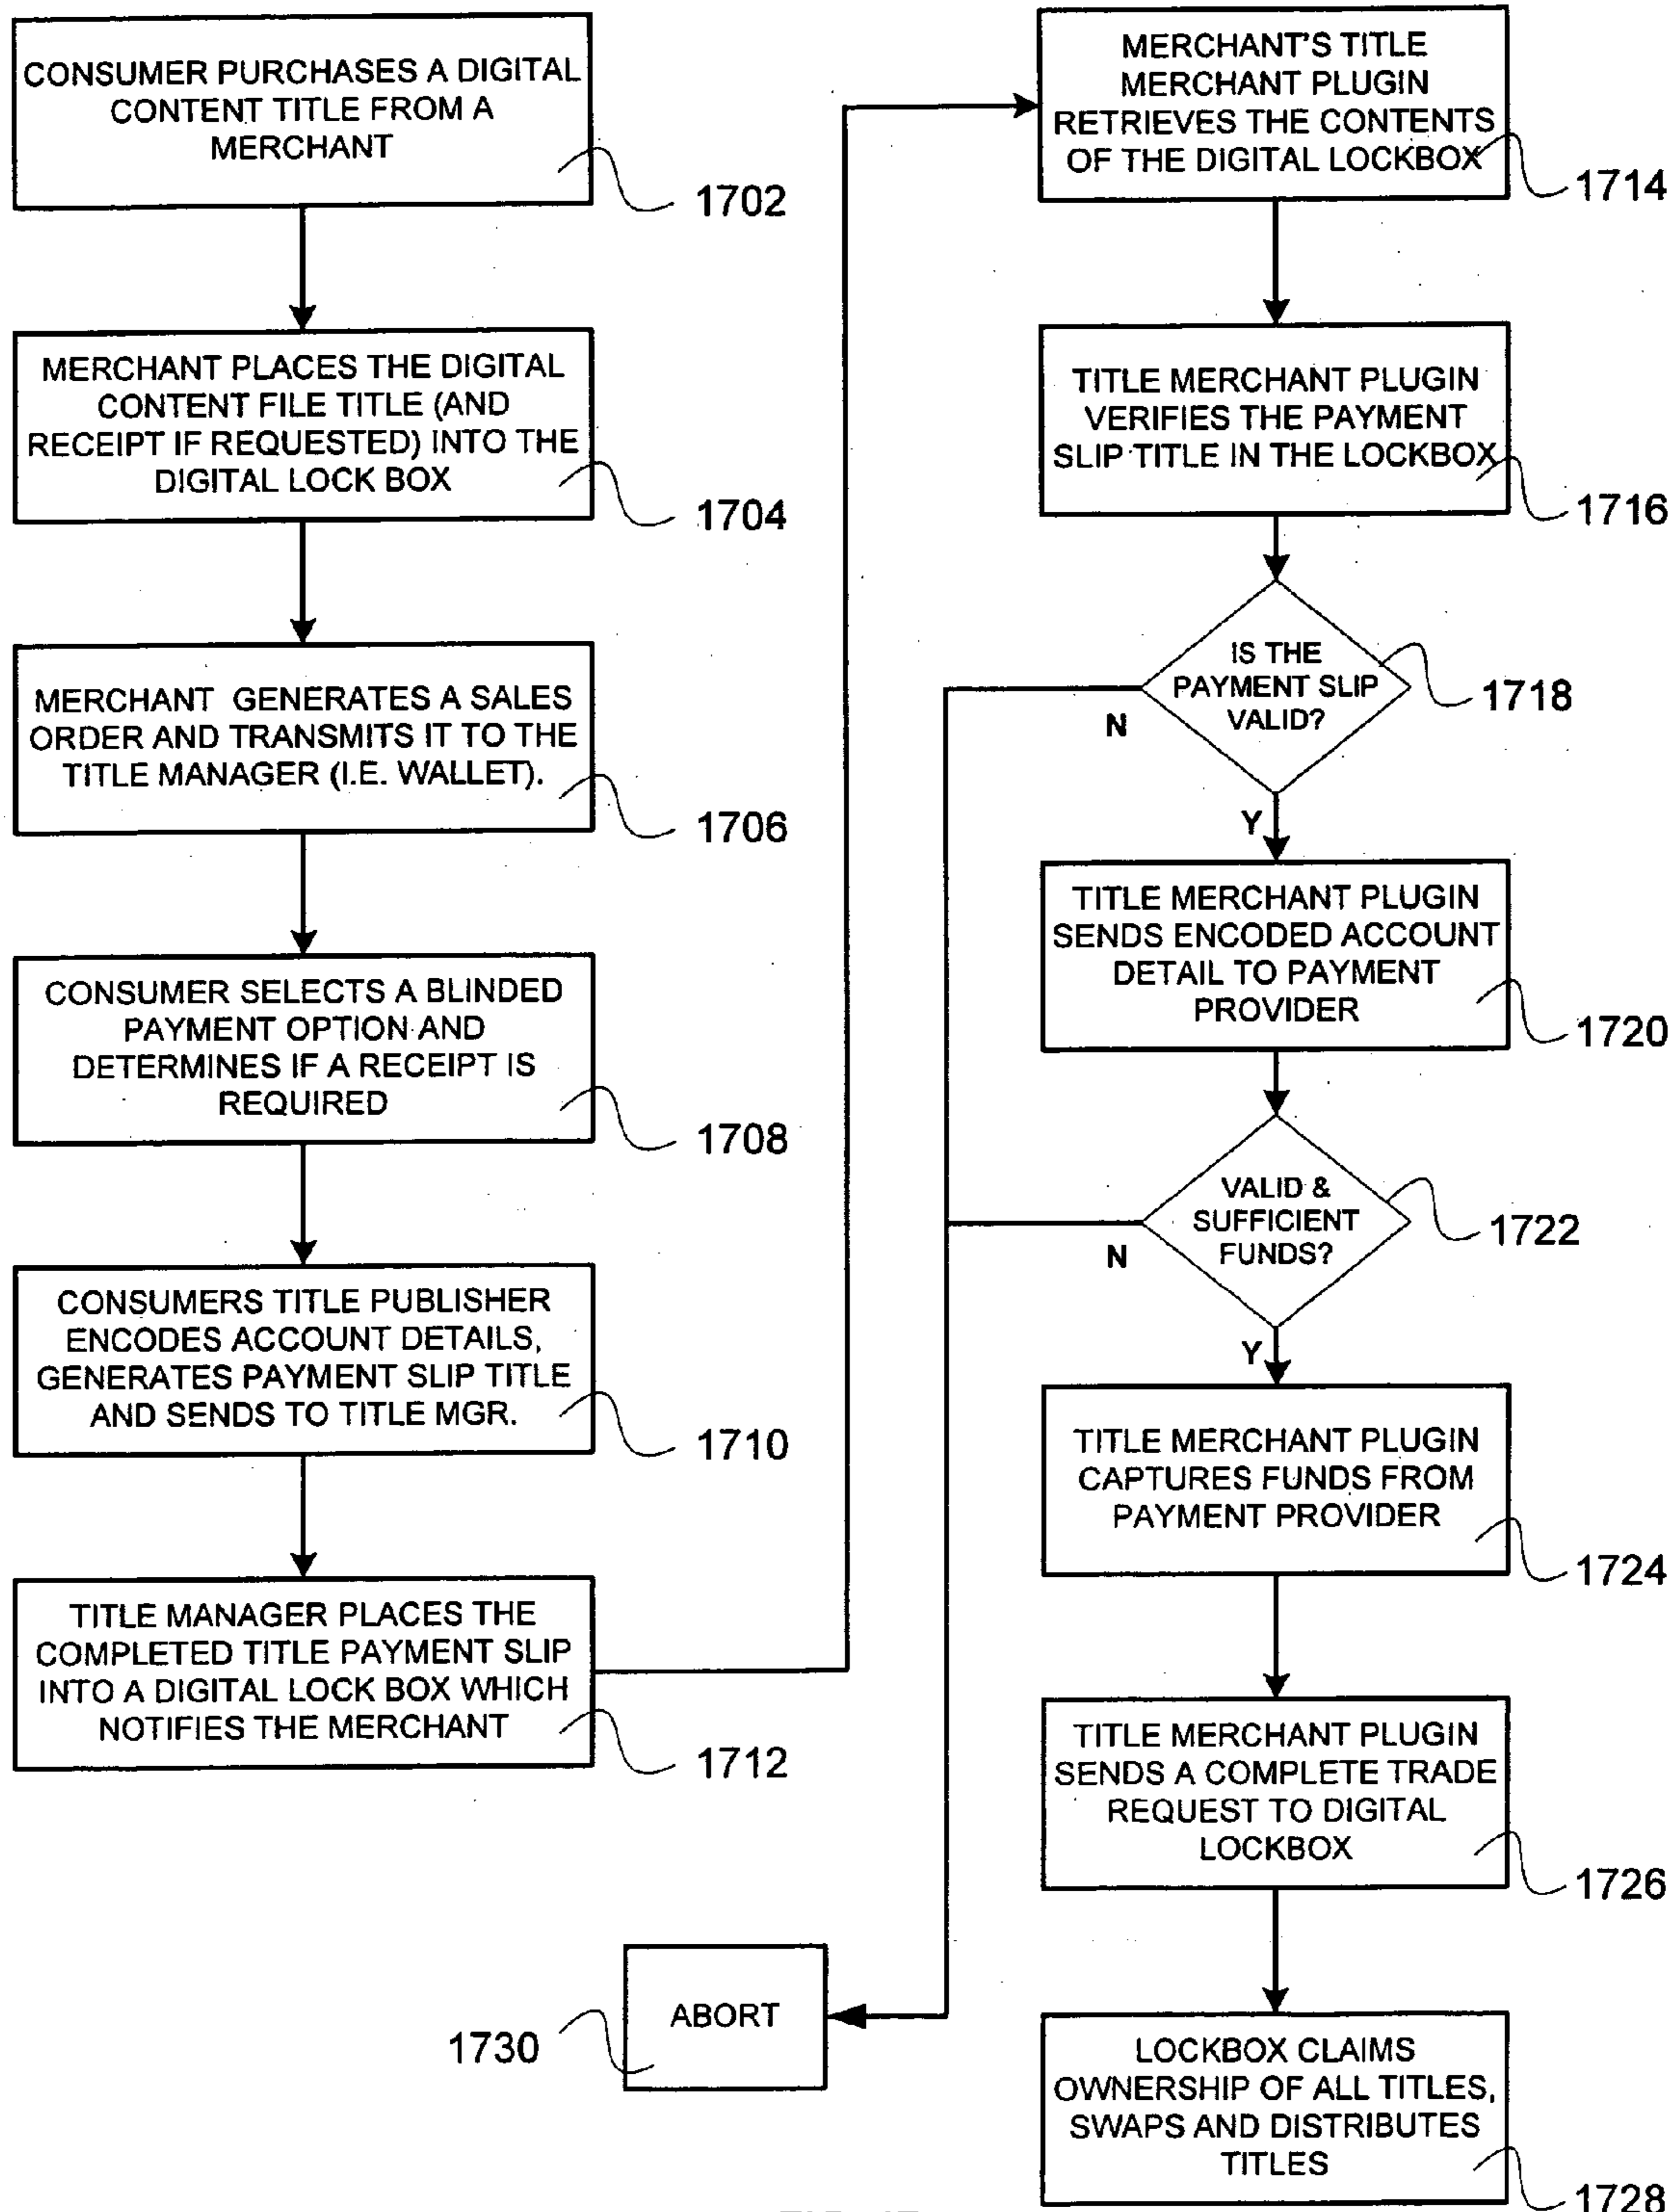 CONSUMER PURCHASES A DIGITAL
CONTENT TITLE FROM A
MERCHANT
1702
MERCHANT PLACES THE DIGITAL
CONTENT FILE TITLE (AND
RECEIPT IF REQUESTED) INTO THE
DIGITAL LOCK BOX
1704
MERCHANT GENERATES A SALES
ORDER AND TRANSMITS IT TO THE
TITLE MANAGER (I.E. WALLET).
1706
CONSUMER SELECTS A BLINDED
PAYMENT OPTION AND
DETERMINES IF A RECEIPT IS
REQUIRED
1708
CONSUMERS TITLE PUBLISHER
ENCODES ACCOUNT DETAILS,
GENERATES PAYMENT SLIP TITLE
AND SENDS TO TITLE MGR.
1710
TITLE MANAGER PLACES THE
COMPLETED TITLE PAYMENT SLIP
INTO A DIGITAL LOCK BOX WHICH
NOTIFIES THE MERCHANT
1712
MERCHANT'S TITLE
MERCHANT PLUGIN
RETRIEVES THE CONTENTS
OF THE DIGITAL LOCKBOX
1714
TITLE MERCHANT PLUGIN
VERIFIES THE PAYMENT
SLIP TITLE IN THE LOCKBOX
1716
IS THE
PAYMENT SLIP
VALID?
1718
N
Y
TITLE MERCHANT PLUGIN
SENDS ENCODED ACCOUNT
DETAIL TO PAYMENT
PROVIDER
1720
VALID &
SUFFICIENT
FUNDS?
1722
N
Y
TITLE MERCHANT PLUGIN
CAPTURES FUNDS FROM
PAYMENT PROVIDER
1724
TITLE MERCHANT PLUGIN
SENDS A COMPLETE TRADE
REQUEST TO DIGITAL
LOCKBOX
1726
LOCKBOX CLAIMS
OWNERSHIP OF ALL TITLES,
SWAPS AND DISTRIBUTES
TITLES
1728
ABORT
1730